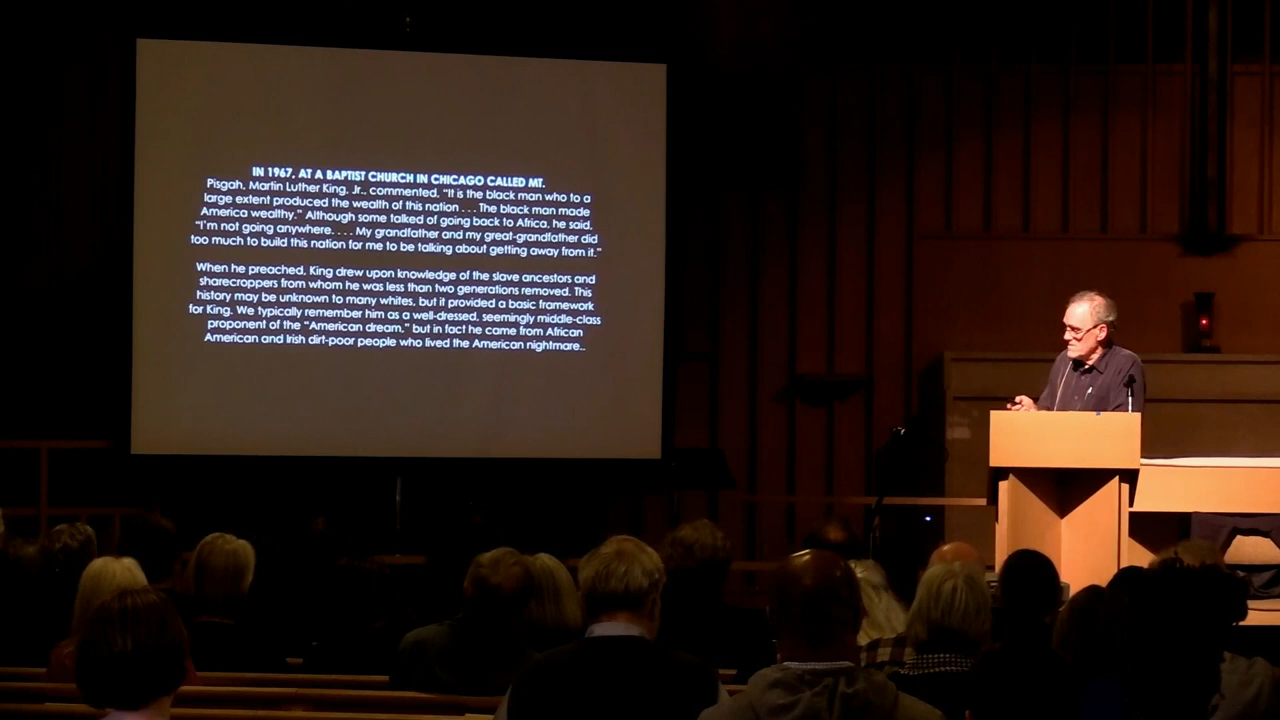 IN 1967, AT A BAPTIST CHURCH IN CHICAGO CALLED MT.
Pisgah, Martin Luther King, Jr., commented, “It is the black man who to a
large extent produced the wealth of this nation . . . The black man made
America wealthy.” Although some talked of going back to Africa, he said,
“I’m not going anywhere. . . . My grandfather and my great-grandfather did
too much to build this nation for me to be talking about getting away from it.”
When he preached, King drew upon knowledge of the slave ancestors and
sharecroppers from whom he was less than two generations removed. This
history may be unknown to many whites, but it provided a basic framework
for King. We typically remember him as a well-dressed, seemingly middle-class
proponent of the “American dream,” but in fact he came from African
American and Irish dirt-poor people who lived the American nightmare..